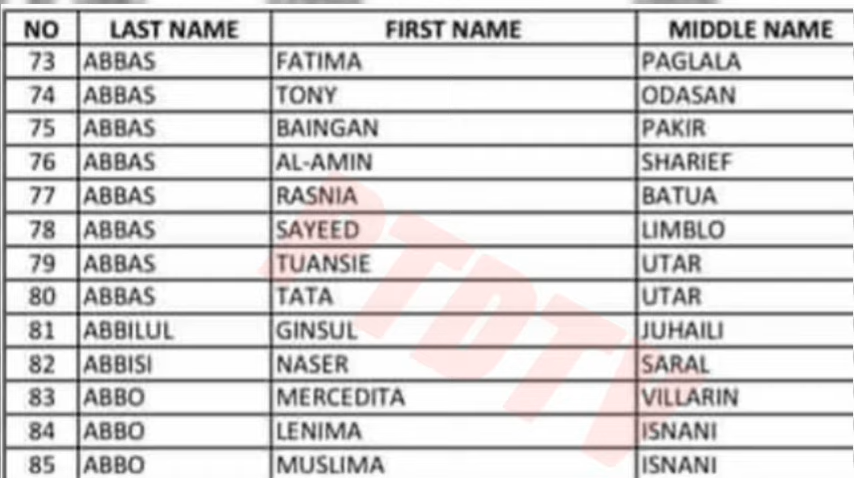 NO LAST NAME FIRST NAME MIDDLE NAME
73 ABBAS FATIMA PAGLALA
74 ABBAS TONY ODASAN
75 ABBAS BAINGAN PAKIR
76 ABBAS AL-AMIN SHARIEF
77 ABBAS RASNIA BATUA
78 ABBAS SAYEED LIMBLO
79 ABBAS TUANSIE UTAR
80 ABBAS TATA UTAR
81 ABBILUL GINSUL JUHAILI
82 ABBISI NASER SARAL
83 ABBO MERCEDITA VILLARIN
84 ABBO LENIMA ISNANI
85 ABBO MUSLIMA ISNANI
PTDTV